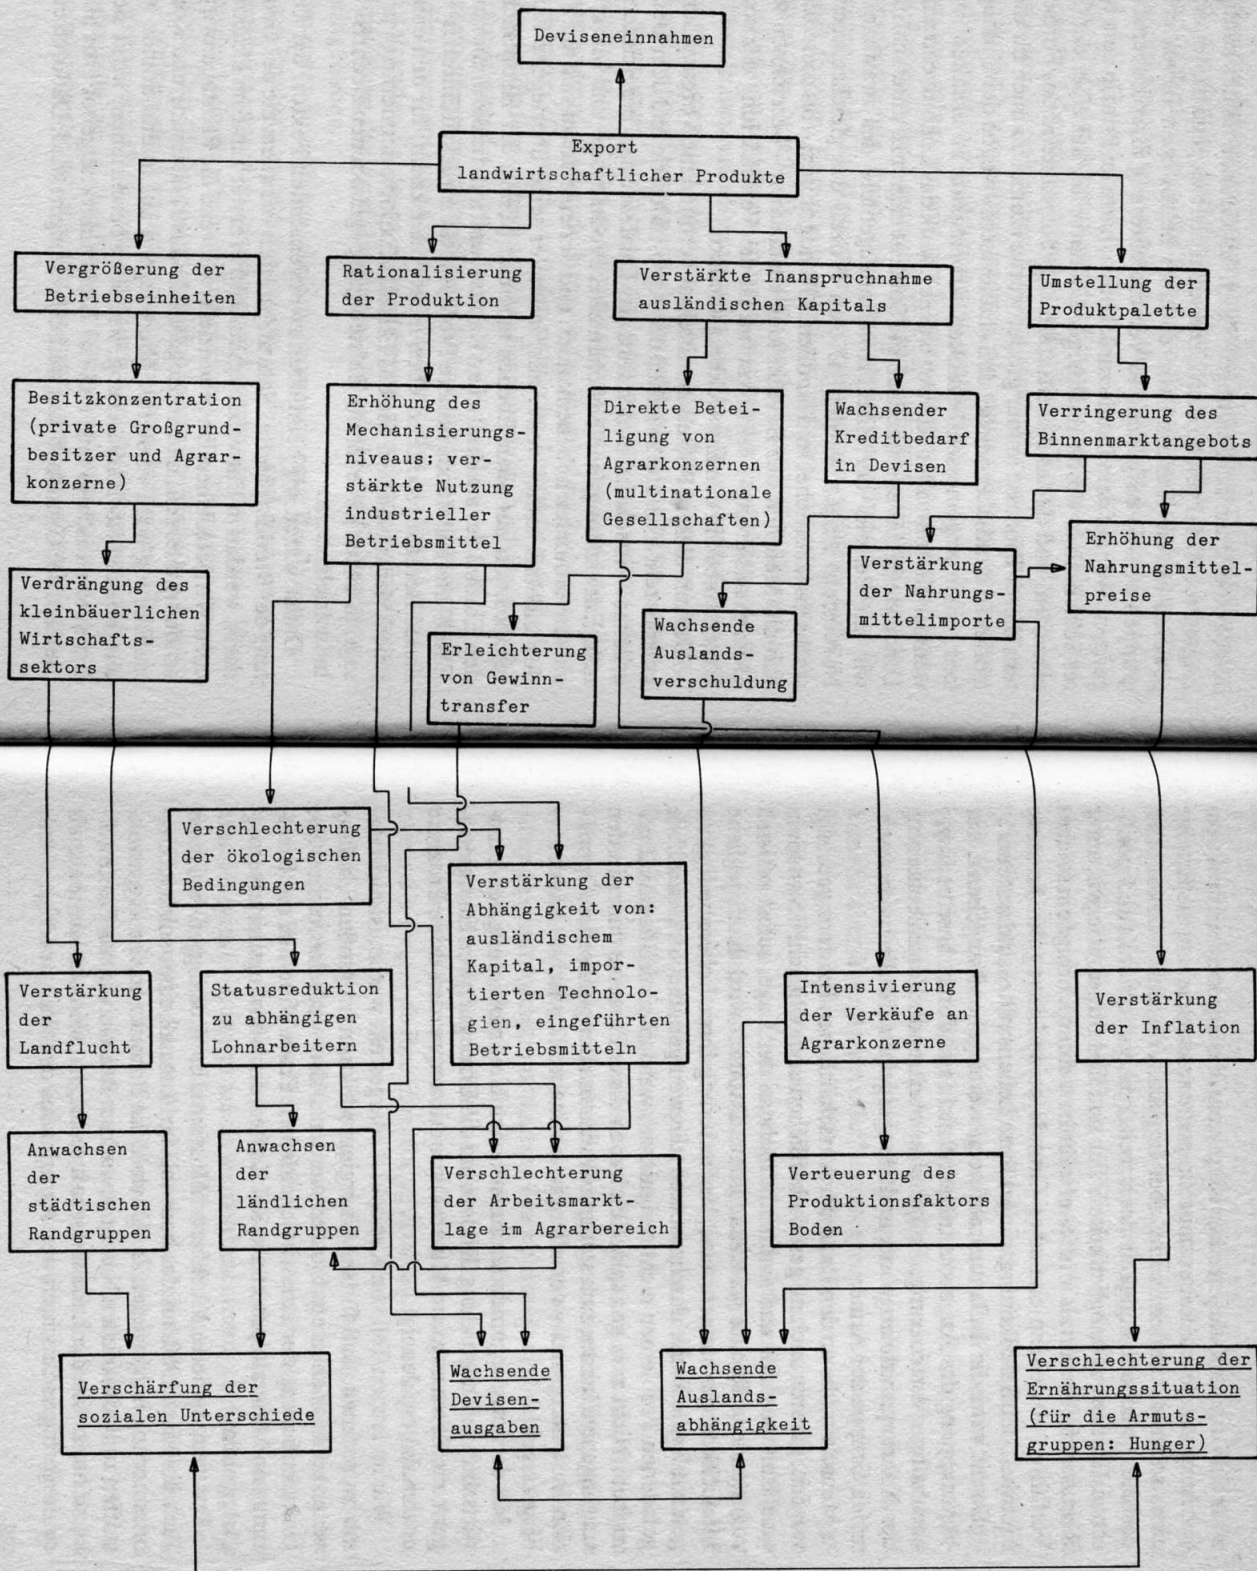 Deviseneinnahmen
Export
landwirtschaftlicher Produkte
Vergrößerung der
Betriebseinheiten
Rationalisierung
der Produktion
Verstärkte Inanspruchnahme
ausländischen Kapitals
Umstellung der
Produktpalette
Besitzkonzentration
(private Großgrund-
besitzer und Agrar-
konzerne)
Erhöhung des
Mechanisierungs-
niveaus; ver-
stärkte Nutzung
industrieller
Betriebsmittel
Direkte Betei-
ligung von
Agrarkonzernen
(multinationale
Gesellschaften)
Wachsender
Kreditbedarf
in Devisen
Verringerung des
Binnenmarktangebots
Verdrängung des
kleinbäuerlichen
Wirtschafts-
sektors
Erleichterung
von Gewinn-
transfer
Wachsende
Auslands-
verschuldung
Verstärkung
der Nahrungs-
mittelimporte
Erhöhung der
Nahrungsmittel-
preise
Verschlechterung
der ökologischen
Bedingungen
Verstärkung der
Abhängigkeit von:
ausländischem
Kapital, impor-
tierten Technolo-
gien, eingeführten
Betriebsmitteln
Verstärkung
der
Landflucht
Statusreduktion
zu abhängigen
Lohnarbeitern
Intensivierung
der Verkäufe an
Agrarkonzerne
Verstärkung
der Inflation
Anwachsen
der
städtischen
Randgruppen
Anwachsen
der
ländlichen
Randgruppen
Verschlechterung
der Arbeitsmarkt-
lage im Agrarbereich
Verteuerung des
Produktionsfaktors
Boden
Verschärfung der
sozialen Unterschiede
Wachsende
Devisen-
ausgaben
Wachsende
Auslands-
abhängigkeit
Verschlechterung der
Ernährungssituation
(für die Armuts-
gruppen: Hunger)